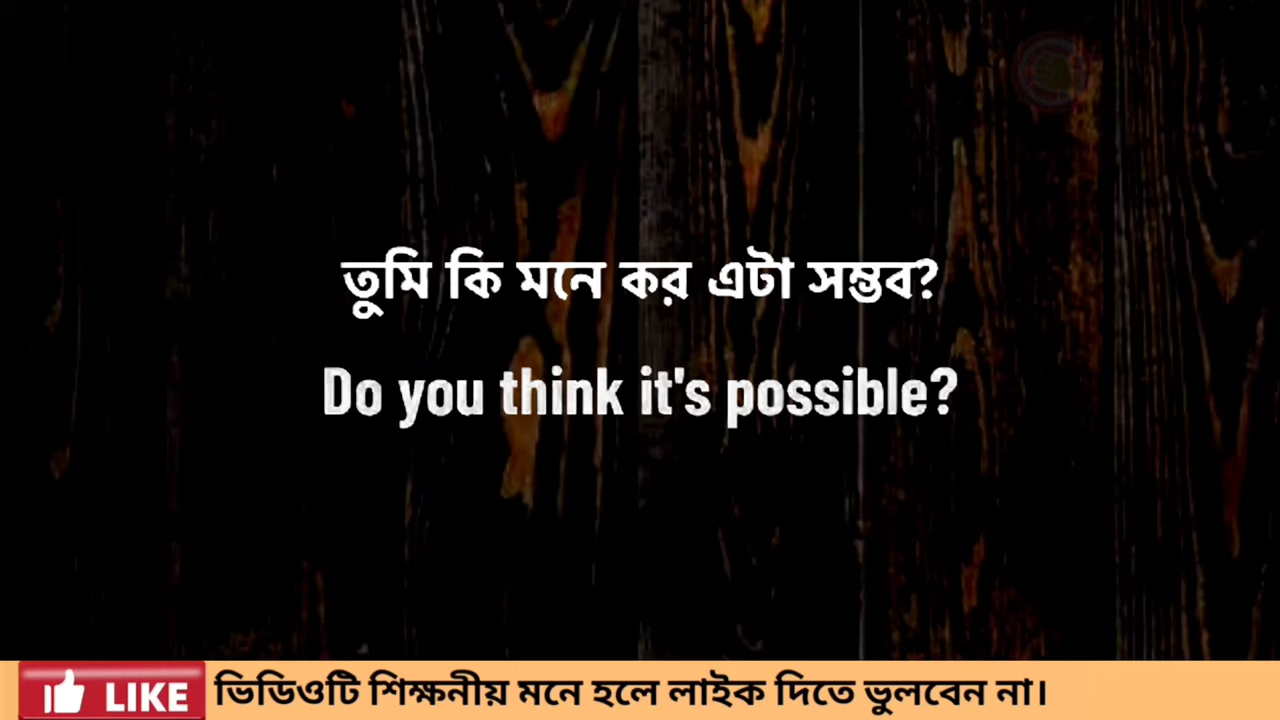 তুমি কি মনে কর এটা সম্ভব?
Do you think it's possible?
LIKE ভিডিওটি শিক্ষনীয় মনে হলে লাইক দিতে ভুলবেন না।